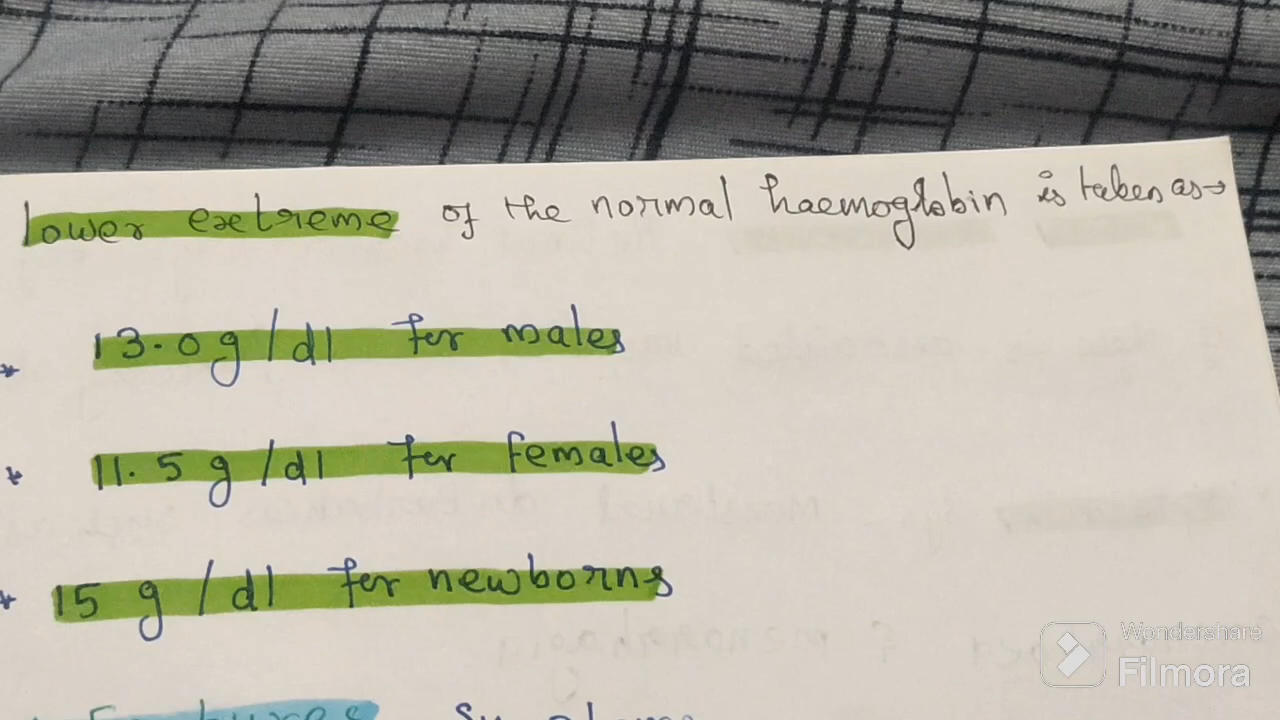 lower extreme of the normal haemoglobin is taken as→
* 13.0 g/dl for males
* 11.5 g/dl for females
* 15 g/dl for newborns
Wondershare
Filmora